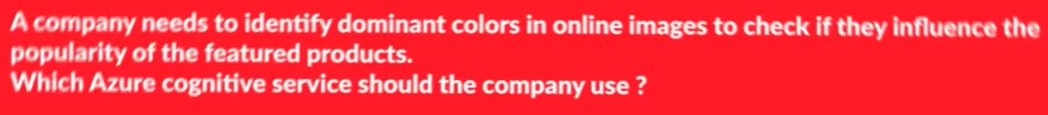 A company needs to identify dominant colors in online images to check if they influence the
popularity of the featured products.
Which Azure cognitive service should the company use ?